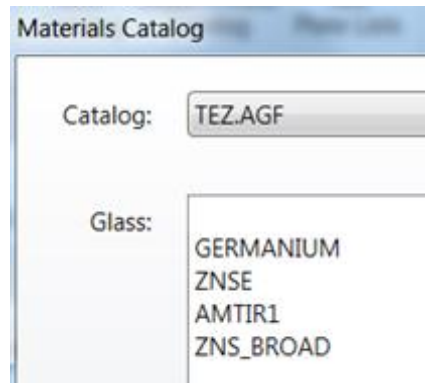 Materials Catalog
Catalog: TEZ.AGF
Glass:
GERMANIUM
ZNSE
AMTIR1
ZNS_BROAD